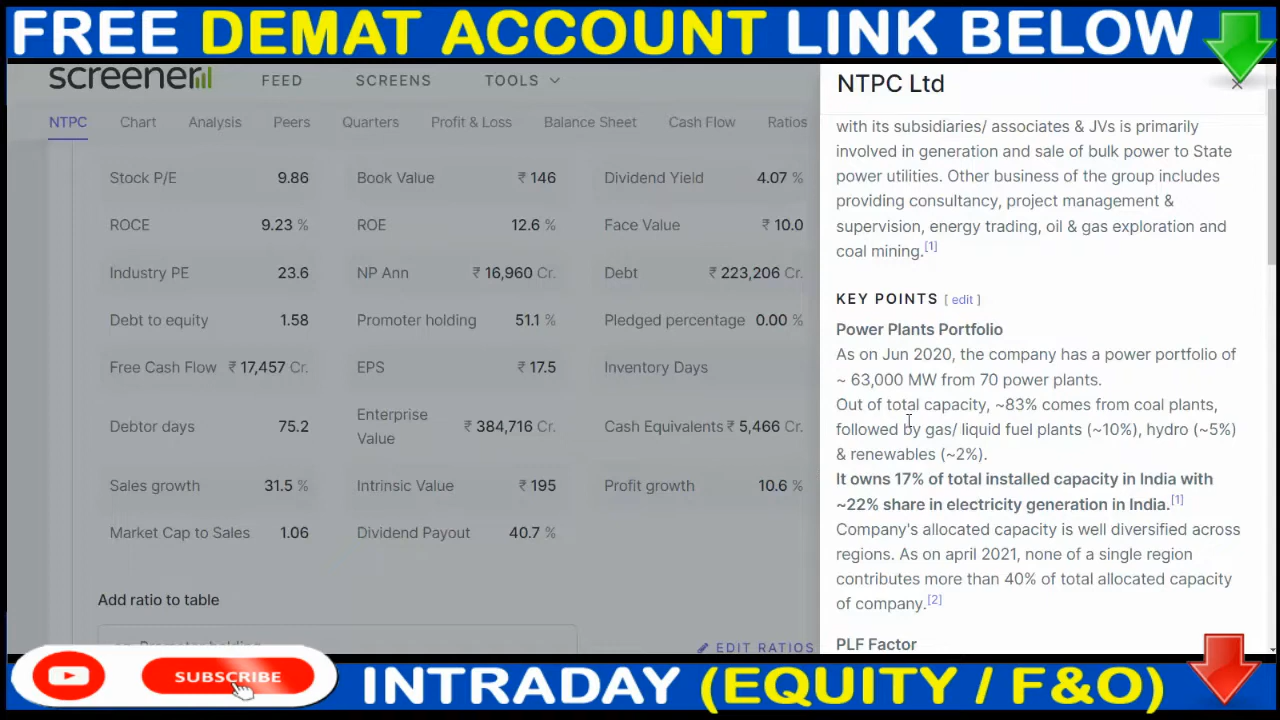 FREE DEMAT ACCOUNT LINK BELOW
screener FEED SCREENS TOOLS
NTPC Chart Analysis Peers Quarters Profit & Loss Balance Sheet Cash Flow Ratios
Stock P/E 9.86 Book Value ₹ 146 Dividend Yield 4.07 %
ROCE 9.23 % ROE 12.6 % Face Value ₹ 10.0
Industry PE 23.6 NP Ann ₹ 16,960 Cr. Debt ₹ 223,206 Cr.
Debt to equity 1.58 Promoter holding 51.1 % Pledged percentage 0.00 %
Free Cash Flow ₹ 17,457 Cr. EPS ₹ 17.5 Inventory Days
Debtor days 75.2 Enterprise Value ₹ 384,716 Cr. Cash Equivalents ₹ 5,466 Cr.
Sales growth 31.5 % Intrinsic Value ₹ 195 Profit growth 10.6 %
Market Cap to Sales 1.06 Dividend Payout 40.7 %
Add ratio to table
EDIT RATIOS
NTPC Ltd
with its subsidiaries/ associates & JVs is primarily
involved in generation and sale of bulk power to State
power utilities. Other business of the group includes
providing consultancy, project management &
supervision, energy trading, oil & gas exploration and
coal mining.[1]
KEY POINTS [ edit ]
Power Plants Portfolio
As on Jun 2020, the company has a power portfolio of
~ 63,000 MW from 70 power plants.
Out of total capacity, ~83% comes from coal plants,
followed by gas/ liquid fuel plants (~10%), hydro (~5%)
& renewables (~2%).
It owns 17% of total installed capacity in India with
~22% share in electricity generation in India.[1]
Company's allocated capacity is well diversified across
regions. As on april 2021, none of a single region
contributes more than 40% of total allocated capacity
of company.[2]
PLF Factor
SUBSCRIBE
INTRADAY (EQUITY / F&O)